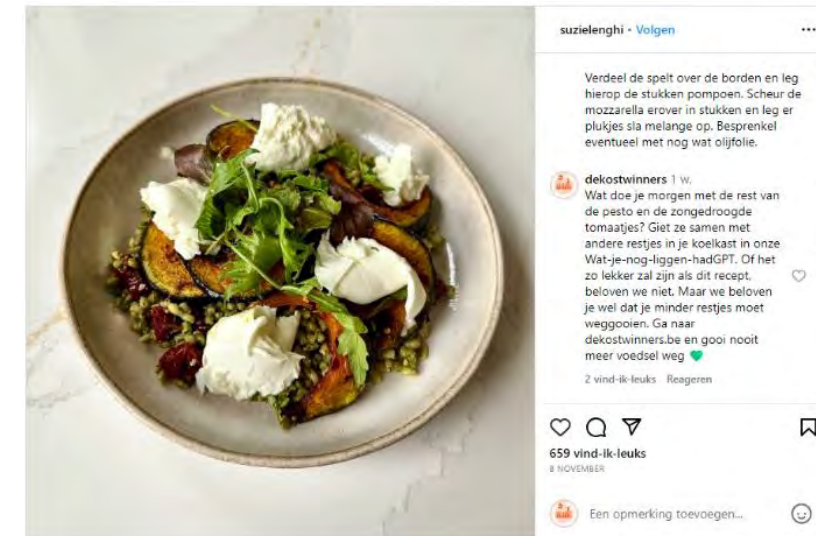 suzielenghi • Volgen
Verdeel de spelt over de borden en leg
hierop de stukken pompoen. Scheur de
mozzarella erover in stukken en leg er
plukjes sla melange op. Besprenkel
eventueel met nog wat olijfolie.
dekostwinners 1 w.
Wat doe je morgen met de rest van
de pesto en de zongedroogde
tomaatjes? Giet ze samen met
andere restjes in je koelkast in onze
Wat-je-nog-liggen-hadGPT. Of het
zo lekker zal zijn als dit recept,
beloven we niet. Maar we beloven
je wel dat je minder restjes moet
weggooien. Ga naar
dekostwinners.be en gooi nooit
meer voedsel weg 💚
2 vind-ik-leuks Reageren
659 vind-ik-leuks
8 NOVEMBER
Een opmerking toevoegen...